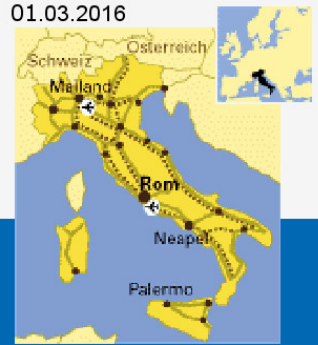 01.03.2016
Österreich
Schweiz
Mailand
Rom
Neapel
Palermo